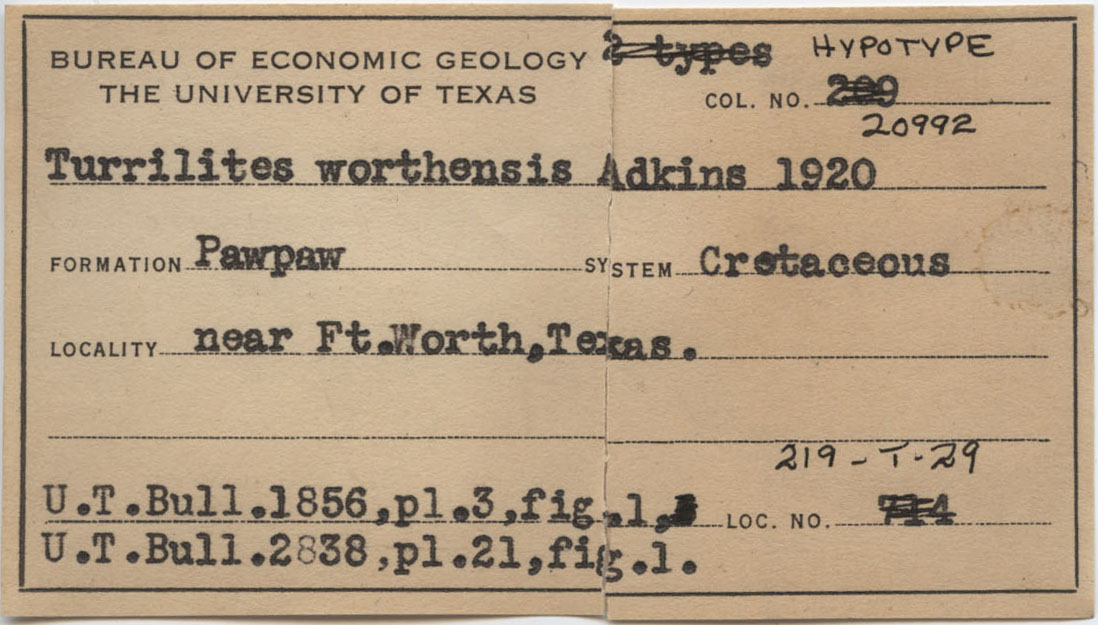 2 types HYPOTYPE
BUREAU OF ECONOMIC GEOLOGY
THE UNIVERSITY OF TEXAS
COL. NO. 209
20992
Turrilites worthensis Adkins 1920
FORMATION Pawpaw SYSTEM Cretaceous
LOCALITY near Ft.Worth,Texas.
219-T-29
U.T.Bull.1856,pl.3,fig.1, LOC. NO. 714
U.T.Bull.2838,pl.21,fig.1.